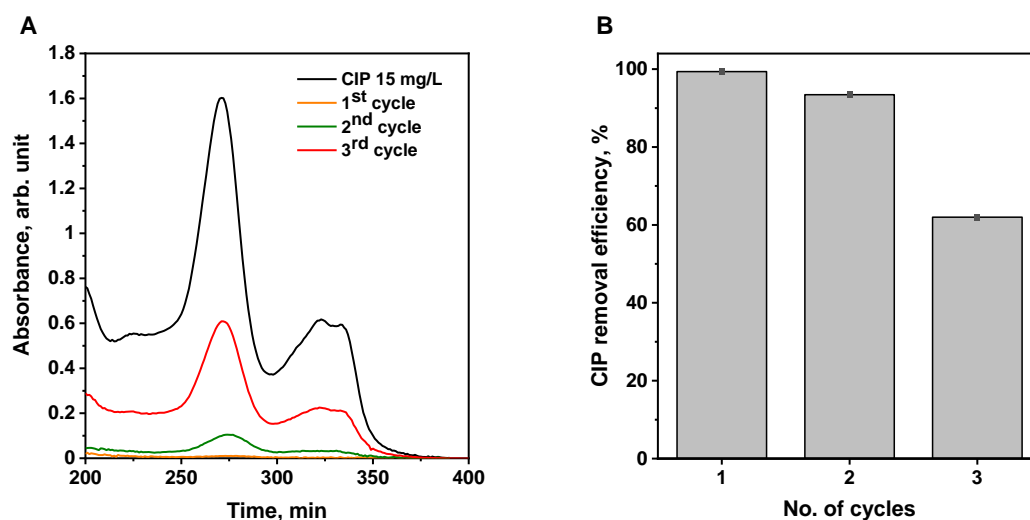 A
Absorbance, arb. unit
1.8
1.6
1.4
1.2
1
0.8
0.6
0.4
0.2
0
200
250
300
350
400
Time, min
CIP 15 mg/L
1st cycle
2nd cycle
3rd cycle
B
CIP removal efficiency, %
100
80
60
40
20
0
1
2
3
No. of cycles